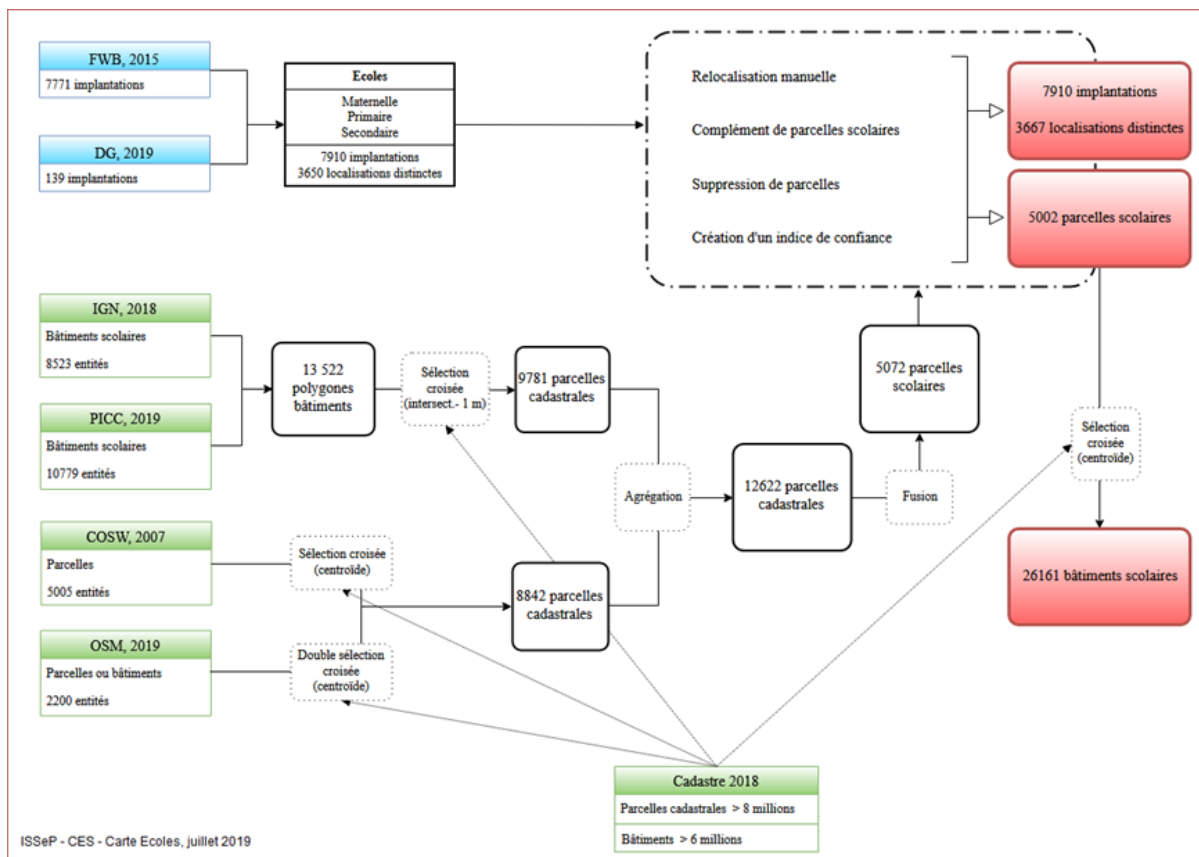 FWB, 2015
7771 implantations
DG, 2019
139 implantations
Ecoles
Maternelle
Primaire
Secondaire
7910 implantations
3650 localisations distinctes
Relocalisation manuelle
Complément de parcelles scolaires
Suppression de parcelles
Création d'un indice de confiance
7910 implantations
3667 localisations distinctes
5002 parcelles scolaires
IGN, 2018
Bâtiments scolaires
8523 entités
PICC, 2019
Bâtiments scolaires
10779 entités
13 522
polygones
bâtiments
Sélection
croisée
(intersect.- 1 m)
9781 parcelles
cadastrales
5072 parcelles
scolaires
Sélection
croisée
(centroïde)
Agrégation
12622 parcelles
cadastrales
Fusion
COSW, 2007
Parcelles
5005 entités
Sélection croisée
(centroïde)
8842 parcelles
cadastrales
26161 bâtiments scolaires
OSM, 2019
Parcelles ou bâtiments
2200 entités
Double sélection
croisée
(centroïde)
Cadastre 2018
Parcelles cadastrales > 8 millions
Bâtiments > 6 millions
ISSeP - CES - Carte Ecoles, juillet 2019